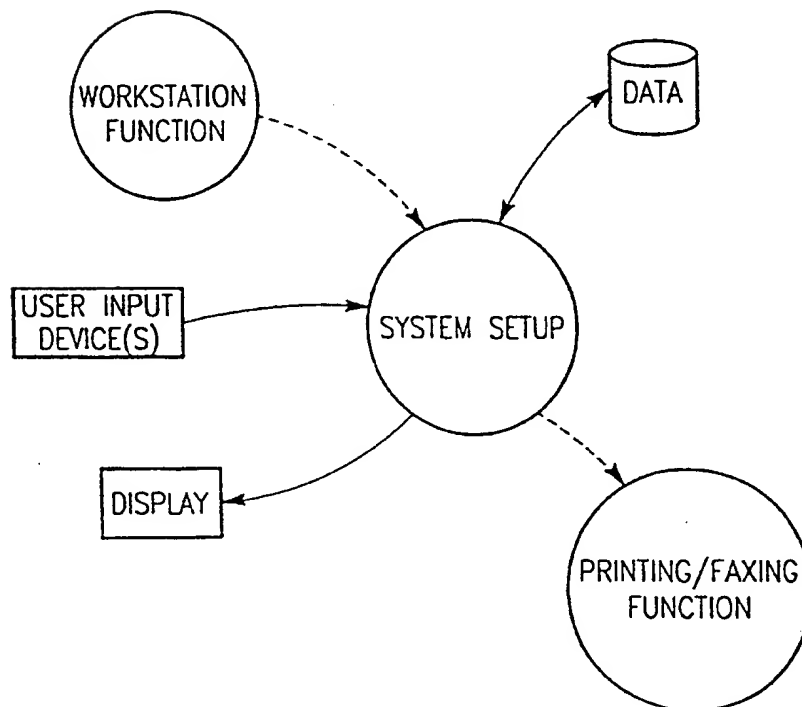 WORKSTATION
FUNCTION
DATA
USER INPUT
DEVICE(S)
SYSTEM SETUP
DISPLAY
PRINTING/FAXING
FUNCTION